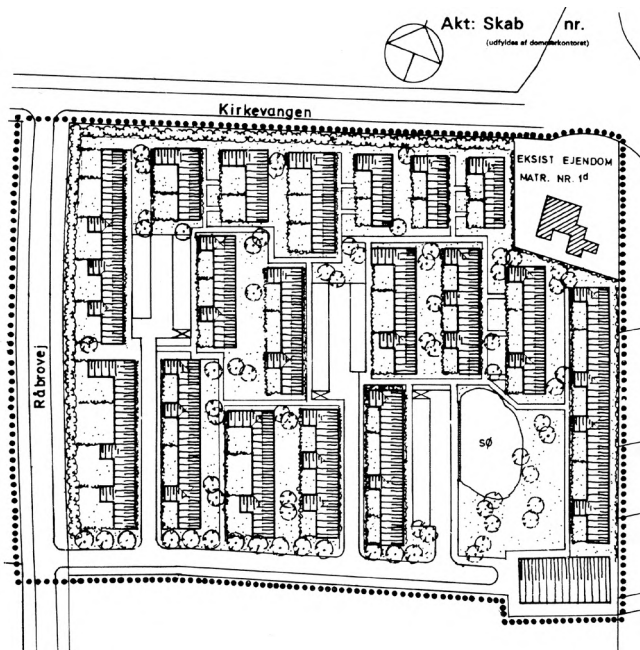 Akt: Skab nr.
(udfyldes af dommerkontoret)
Kirkevangen
EKSIST EJENDOM
MATR. NR. 1d
Råbrovej
SØ